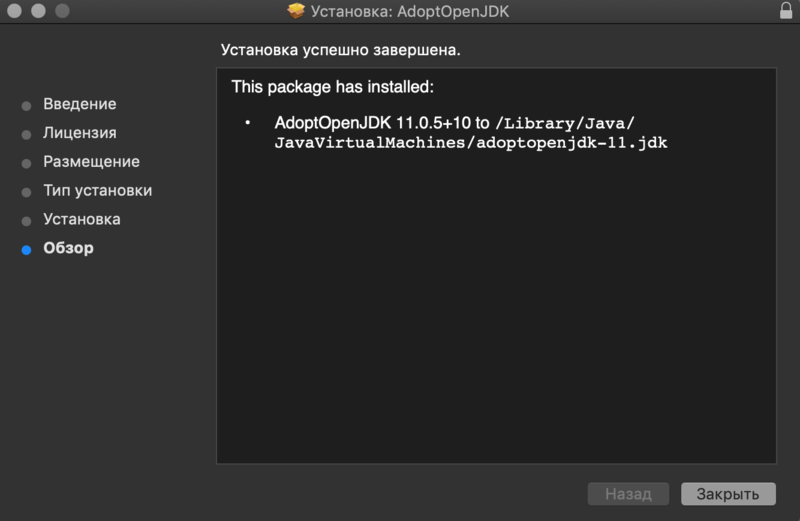 Установка: AdoptOpenJDK
Установка успешно завершена.
Введение
Лицензия
Размещение
Тип установки
Установка
Обзор
This package has installed:
• AdoptOpenJDK 11.0.5+10 to /Library/Java/
JavaVirtualMachines/adoptopenjdk-11.jdk
Назад
Закрыть